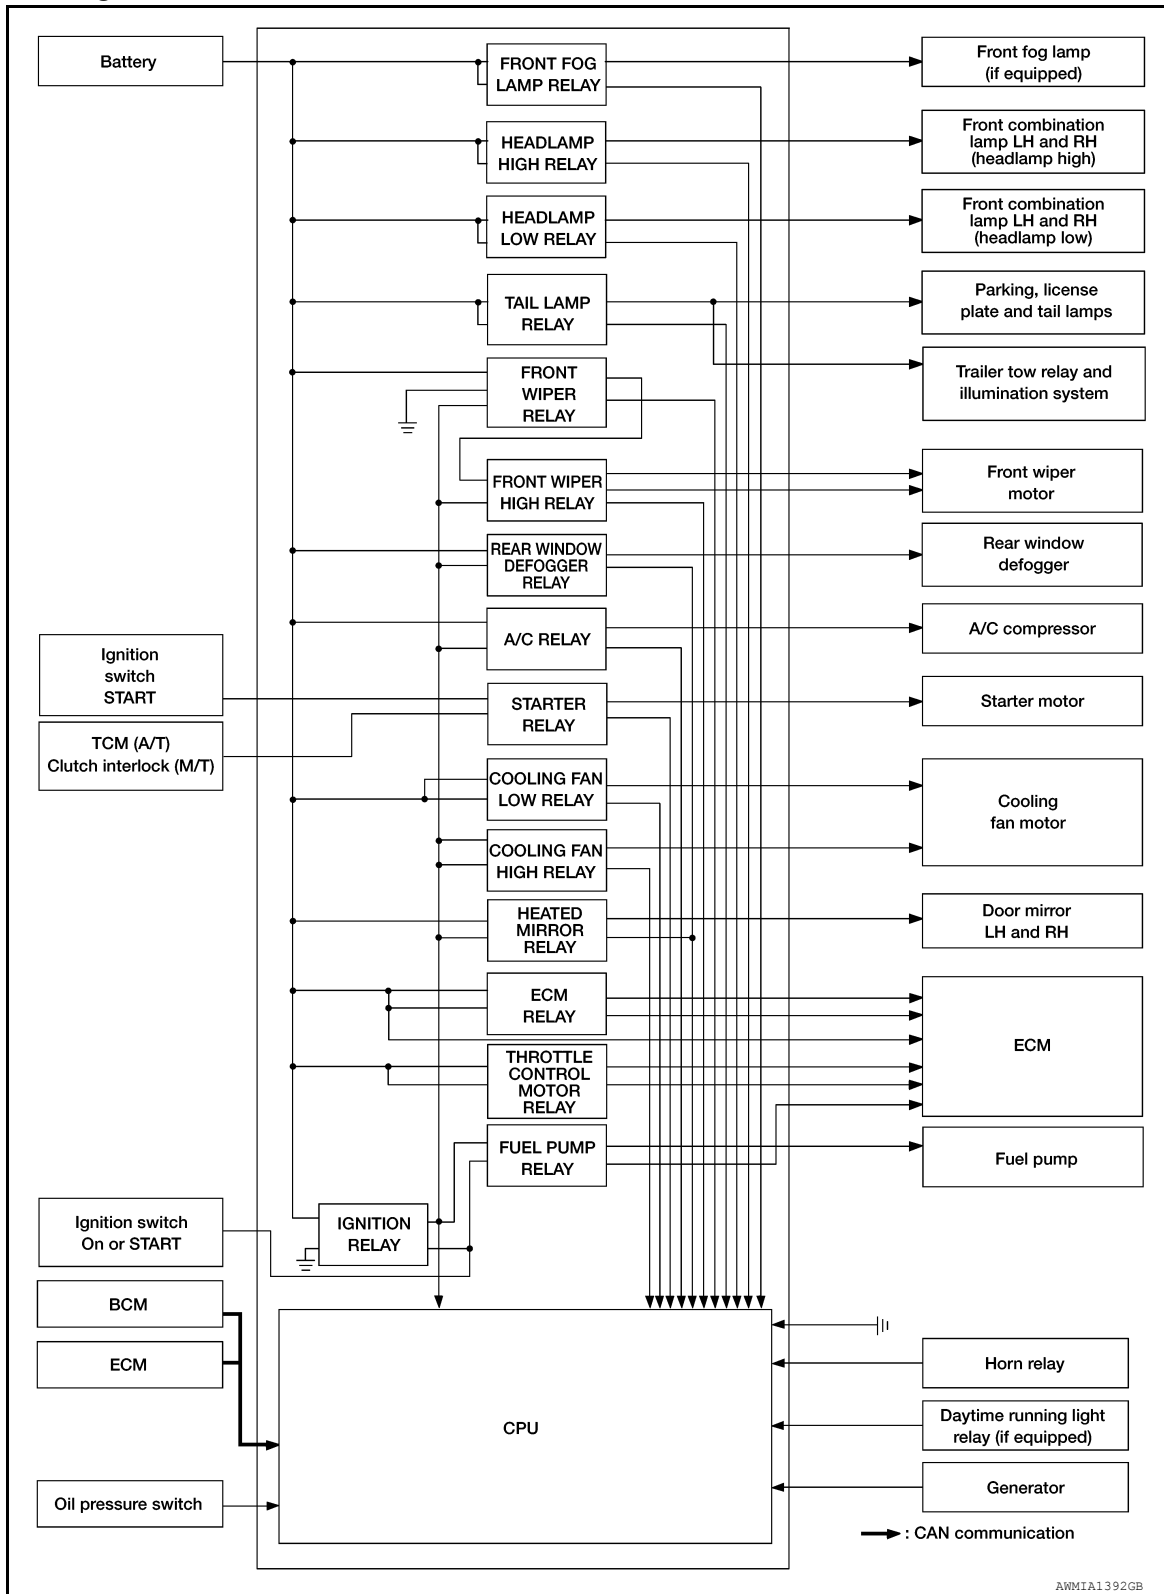 Battery
FRONT FOG
LAMP RELAY
Front fog lamp
(if equipped)
HEADLAMP
HIGH RELAY
Front combination
lamp LH and RH
(headlamp high)
HEADLAMP
LOW RELAY
Front combination
lamp LH and RH
(headlamp low)
TAIL LAMP
RELAY
Parking, license
plate and tail lamps
FRONT
WIPER
RELAY
Trailer tow relay and
illumination system
FRONT WIPER
HIGH RELAY
Front wiper
motor
REAR WINDOW
DEFOGGER
RELAY
Rear window
defogger
A/C RELAY
A/C compressor
Ignition
switch
START
STARTER
RELAY
Starter motor
TCM (A/T)
Clutch interlock (M/T)
COOLING FAN
LOW RELAY
Cooling
fan motor
COOLING FAN
HIGH RELAY
HEATED
MIRROR
RELAY
Door mirror
LH and RH
ECM
RELAY
ECM
THROTTLE
CONTROL
MOTOR
RELAY
FUEL PUMP
RELAY
Fuel pump
Ignition switch
On or START
IGNITION
RELAY
BCM
ECM
CPU
Horn relay
Daytime running light
relay (if equipped)
Oil pressure switch
Generator
: CAN communication
AWMIA1392GB